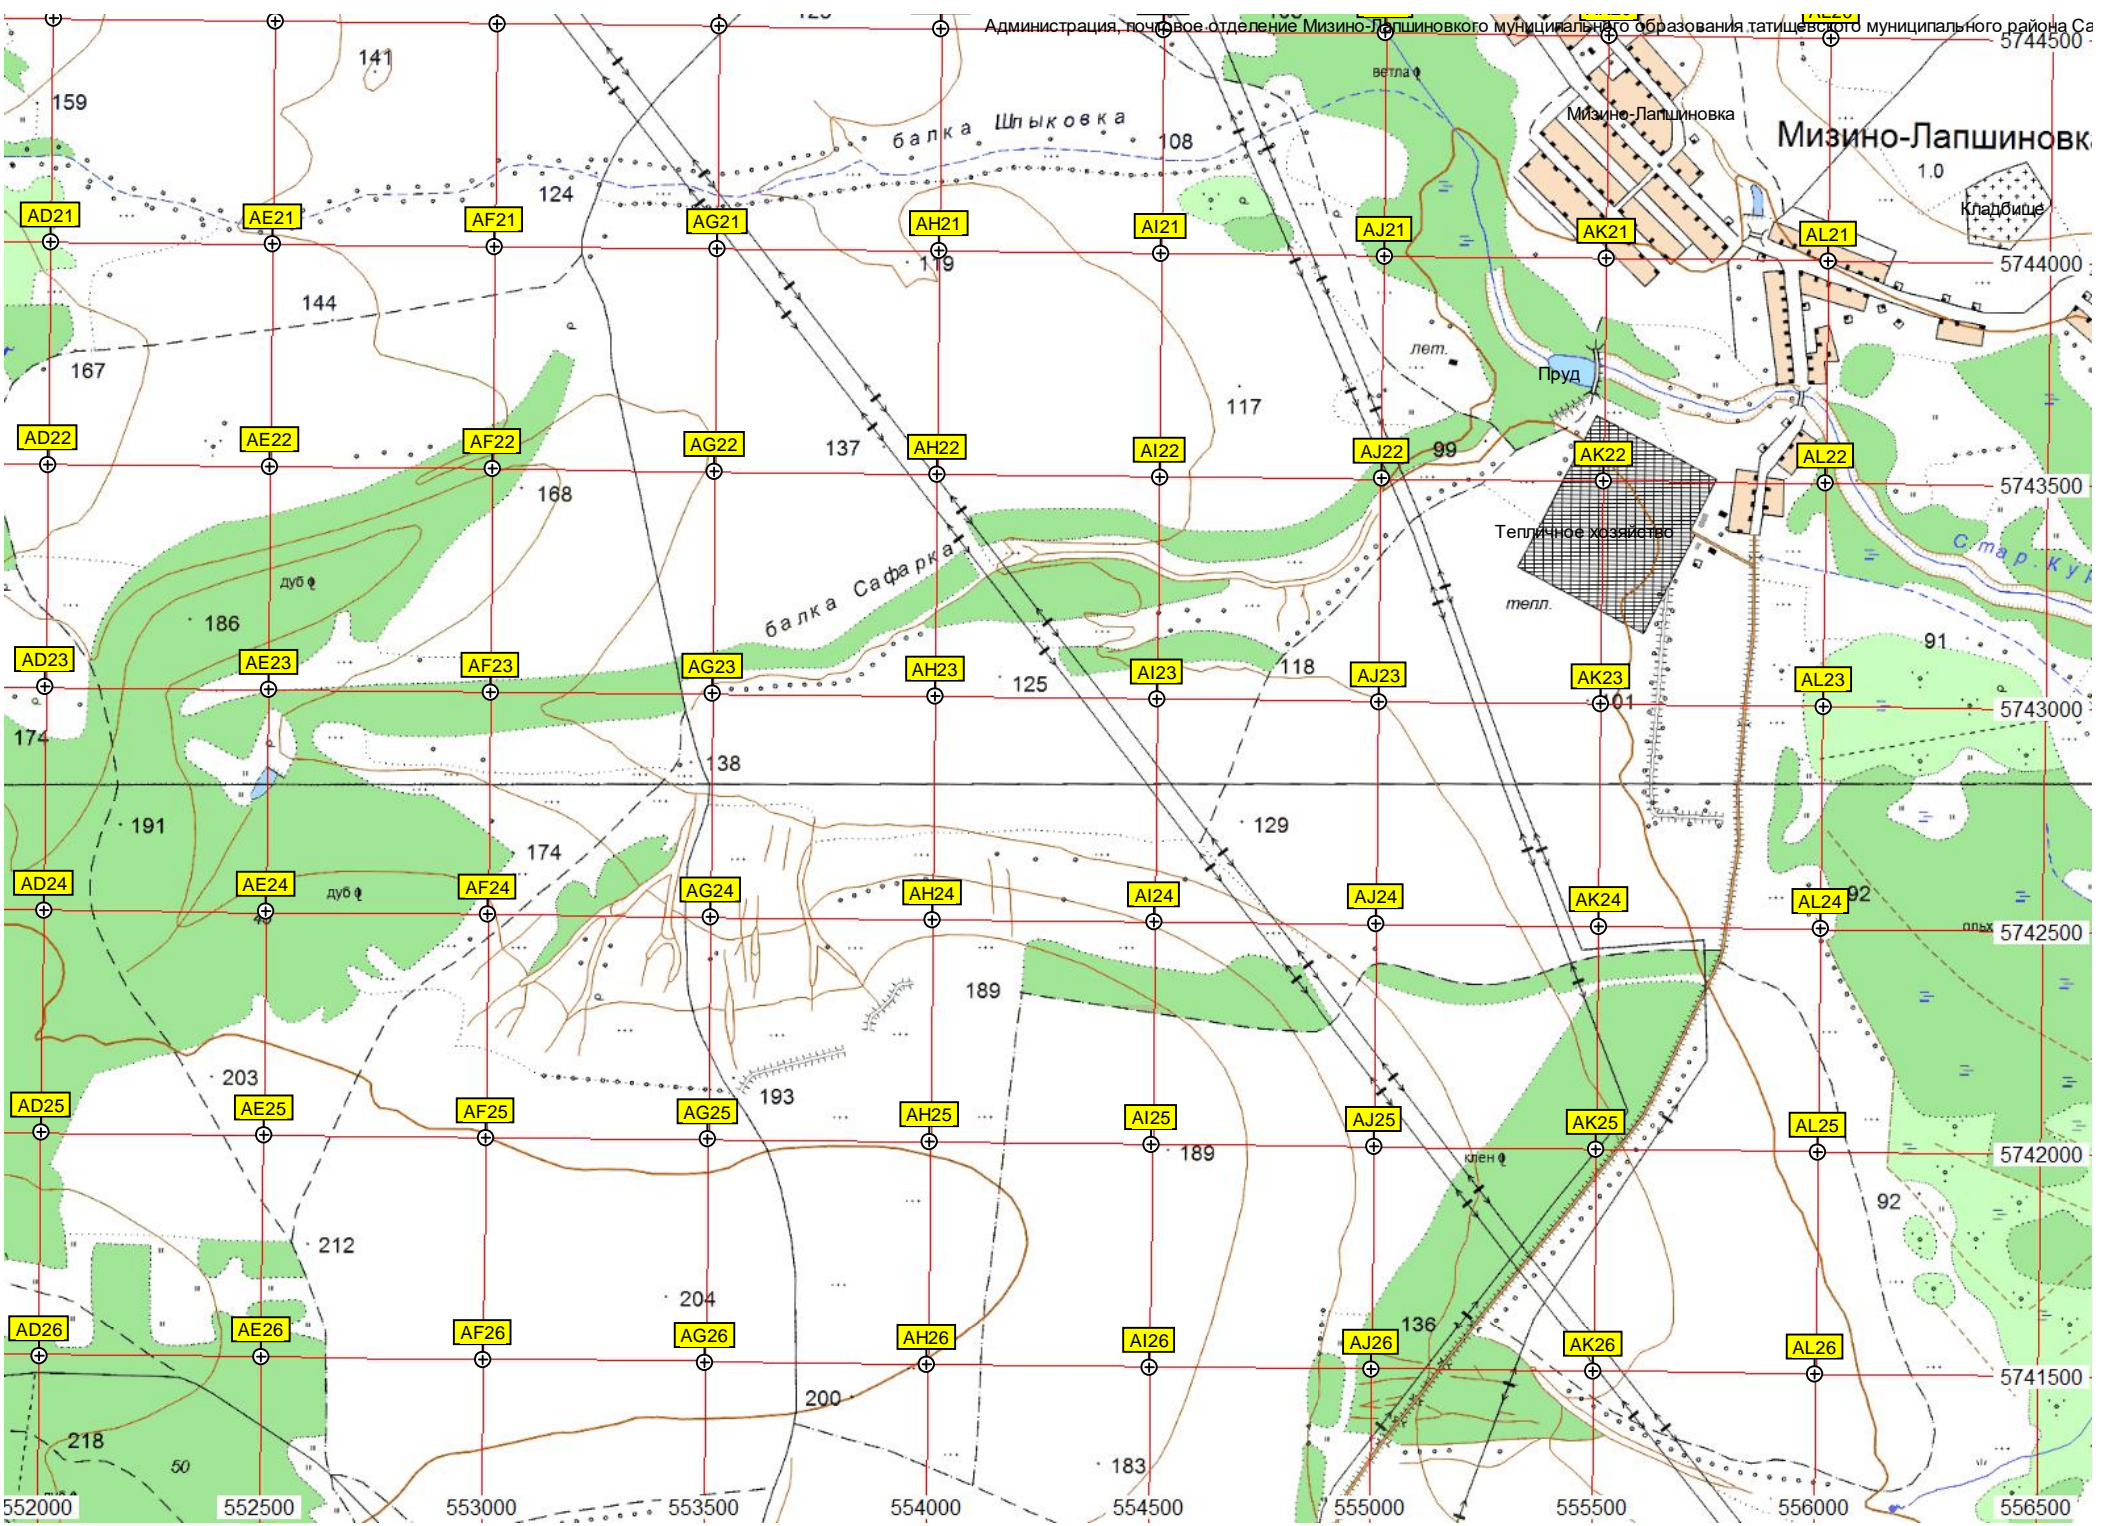 Администрация, почтовое отделение Мизино-Лапшиновкого муниципального образования татищевского муниципального района Са
5744500
141
ветла
159
Мизино-Лапшиновка
балка Шпыковка
108
Мизино-Лапшиновк
1.0
124
Кладбище
AD21 AE21 AF21 AG21 AH21 AI21 AJ21 AK21 AL21
119
5744000
144
лет.
167
Пруд
117
137
99
AD22 AE22 AF22 AG22 AH22 AI22 AJ22 AK22 AL22
168
5743500
Тепличное хозяйство
Стар. Кур
балка Сафарка
дуб
тепл.
186
91
AD23 AE23 AF23 AG23 AH23 AI23 AJ23 AK23 AL23
118
125
101
5743000
174
138
191
129
174
AD24 AE24 AF24 AG24 AH24 AI24 AJ24 AK24 AL24
дуб
92
ольх
5742500
189
203
193
AD25 AE25 AF25 AG25 AH25 AI25 AJ25 AK25 AL25
189
клен
5742000
92
212
204
136
AD26 AE26 AF26 AG26 AH26 AI26 AJ26 AK26 AL26
5741500
200
218
50
183
552000 552500 553000 553500 554000 554500 555000 555500 556000 556500